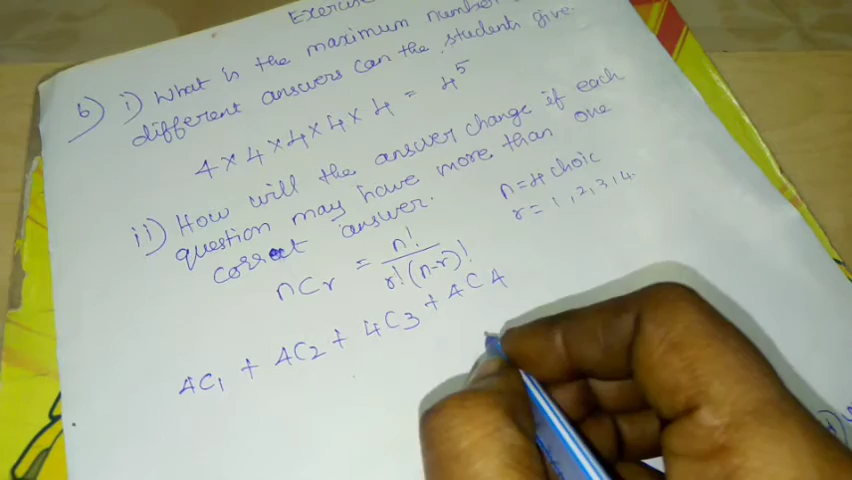 b) i) What is the maximum number
different answers can the students give.
4 × 4 × 4 × 4 × 4 = 4^5
ii) How will the answer change if each
question may have more than one
correct answer.
n = 4 choic
r = 1, 2, 3, 4.
nCr = n! / r!(n-r)!
4C1 + 4C2 + 4C3 + 4C4